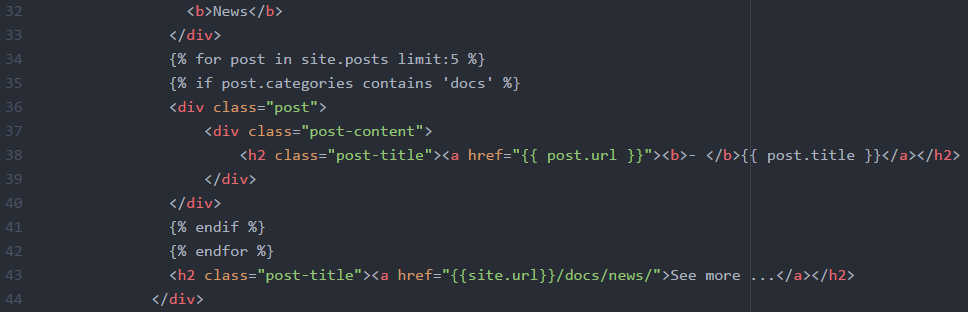 32 <b>News</b>
33 </div>
34 {% for post in site.posts limit:5 %}
35 {% if post.categories contains 'docs' %}
36 <div class="post">
37 <div class="post-content">
38 <h2 class="post-title"><a href="{{ post.url }}"><b>- </b>{{ post.title }}</a></h2>
39 </div>
40 </div>
41 {% endif %}
42 {% endfor %}
43 <h2 class="post-title"><a href="{{site.url}}/docs/news/">See more ...</a></h2>
44 </div>